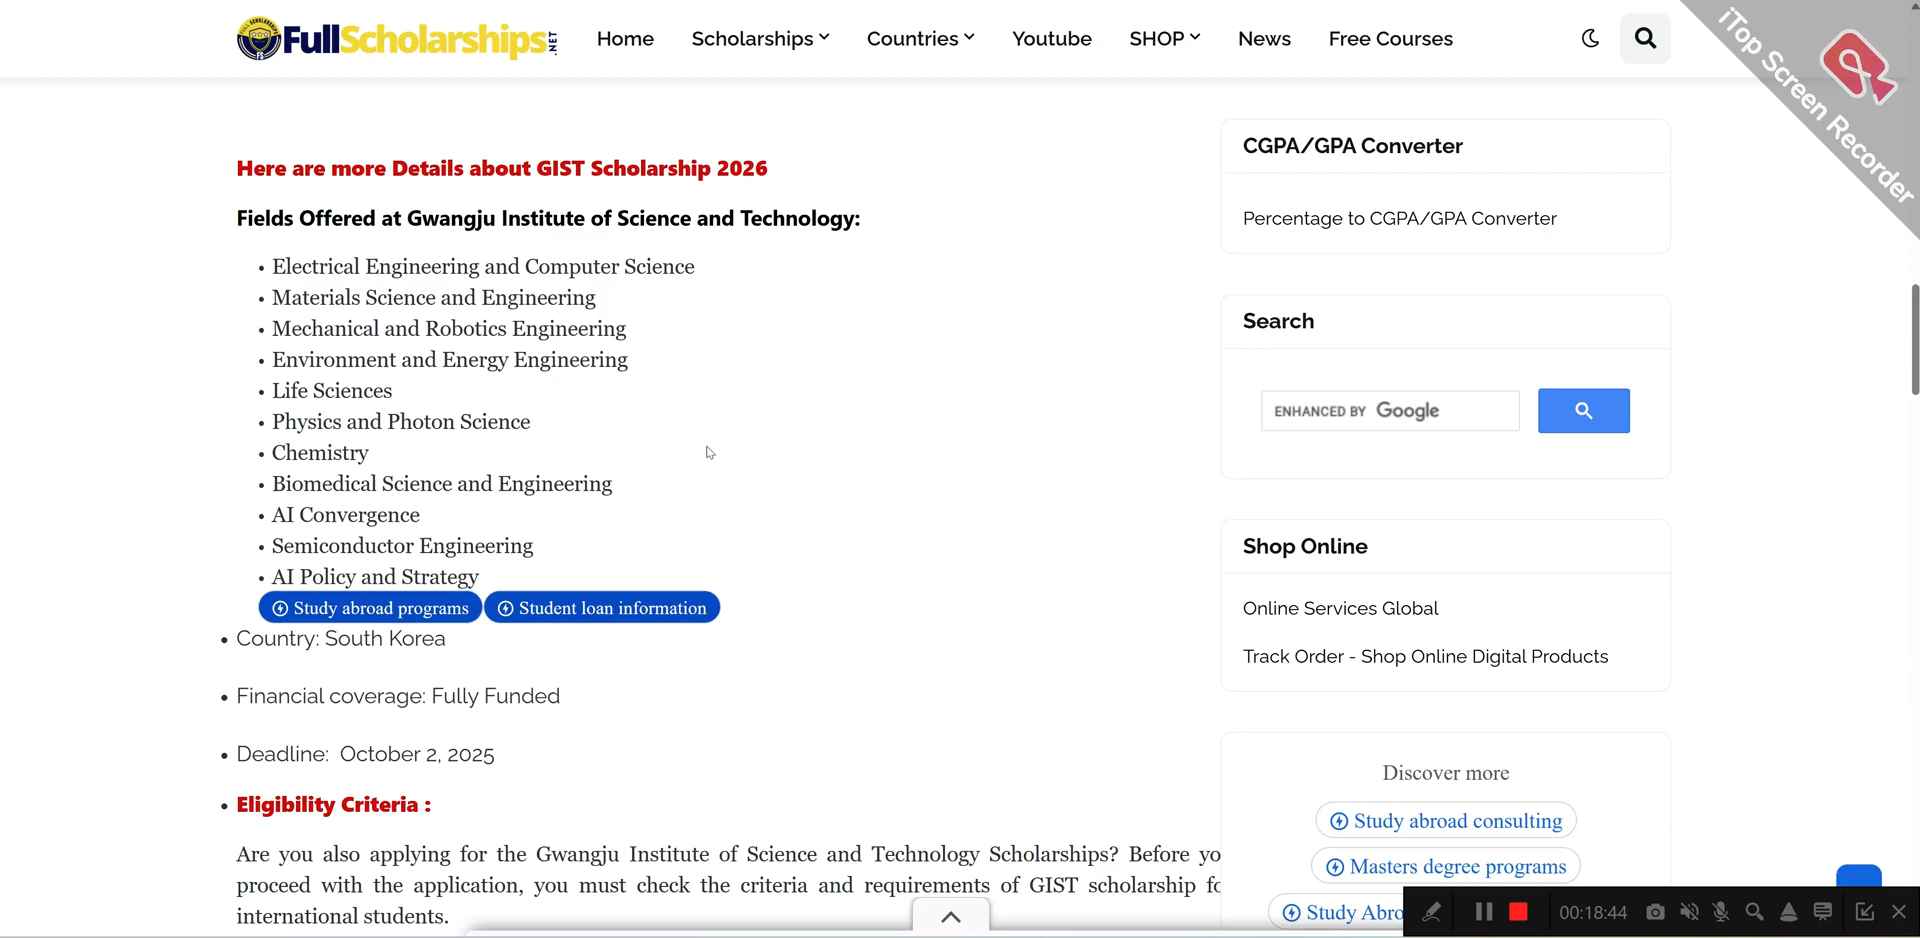 FullScholarships.NET
Home
Scholarships
Countries
Youtube
SHOP
News
Free Courses
iTop Screen Recorder
Here are more Details about GIST Scholarship 2026
Fields Offered at Gwangju Institute of Science and Technology:
• Electrical Engineering and Computer Science
• Materials Science and Engineering
• Mechanical and Robotics Engineering
• Environment and Energy Engineering
• Life Sciences
• Physics and Photon Science
• Chemistry
• Biomedical Science and Engineering
• AI Convergence
• Semiconductor Engineering
• AI Policy and Strategy
Study abroad programs
Student loan information
• Country: South Korea
• Financial coverage: Fully Funded
• Deadline: October 2, 2025
• Eligibility Criteria :
Are you also applying for the Gwangju Institute of Science and Technology Scholarships? Before yo
proceed with the application, you must check the criteria and requirements of GIST scholarship fo
international students.
CGPA/GPA Converter
Percentage to CGPA/GPA Converter
Search
ENHANCED BY Google
Shop Online
Online Services Global
Track Order - Shop Online Digital Products
Discover more
Study abroad consulting
Masters degree programs
Study Abro
00:18:44